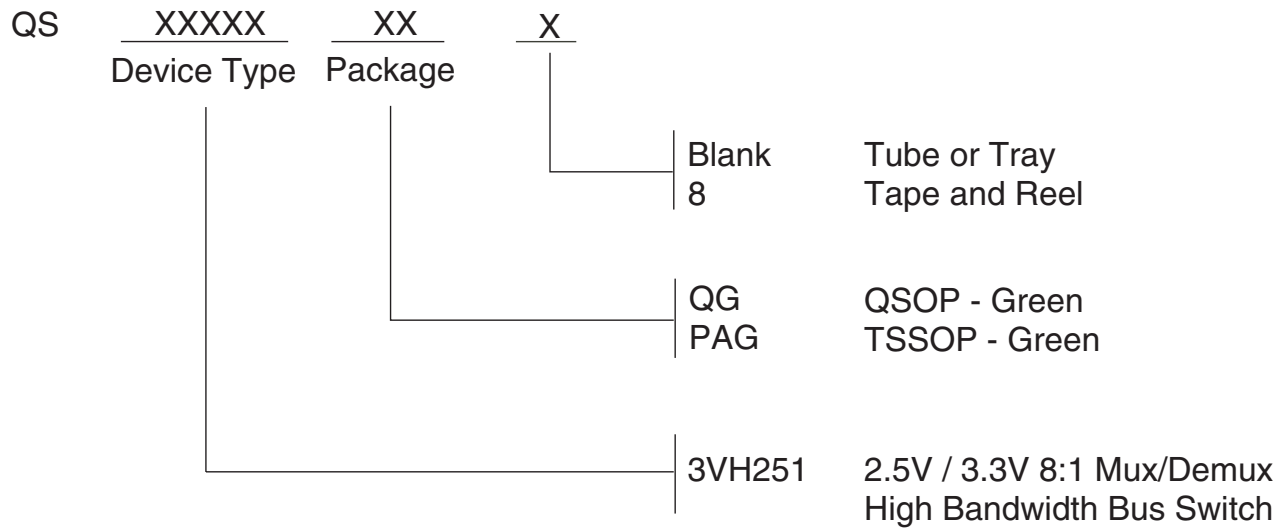 QS XXXXX XX X
Device Type Package
Blank Tube or Tray
8 Tape and Reel
QG QSOP - Green
PAG TSSOP - Green
3VH251 2.5V / 3.3V 8:1 Mux/Demux
High Bandwidth Bus Switch